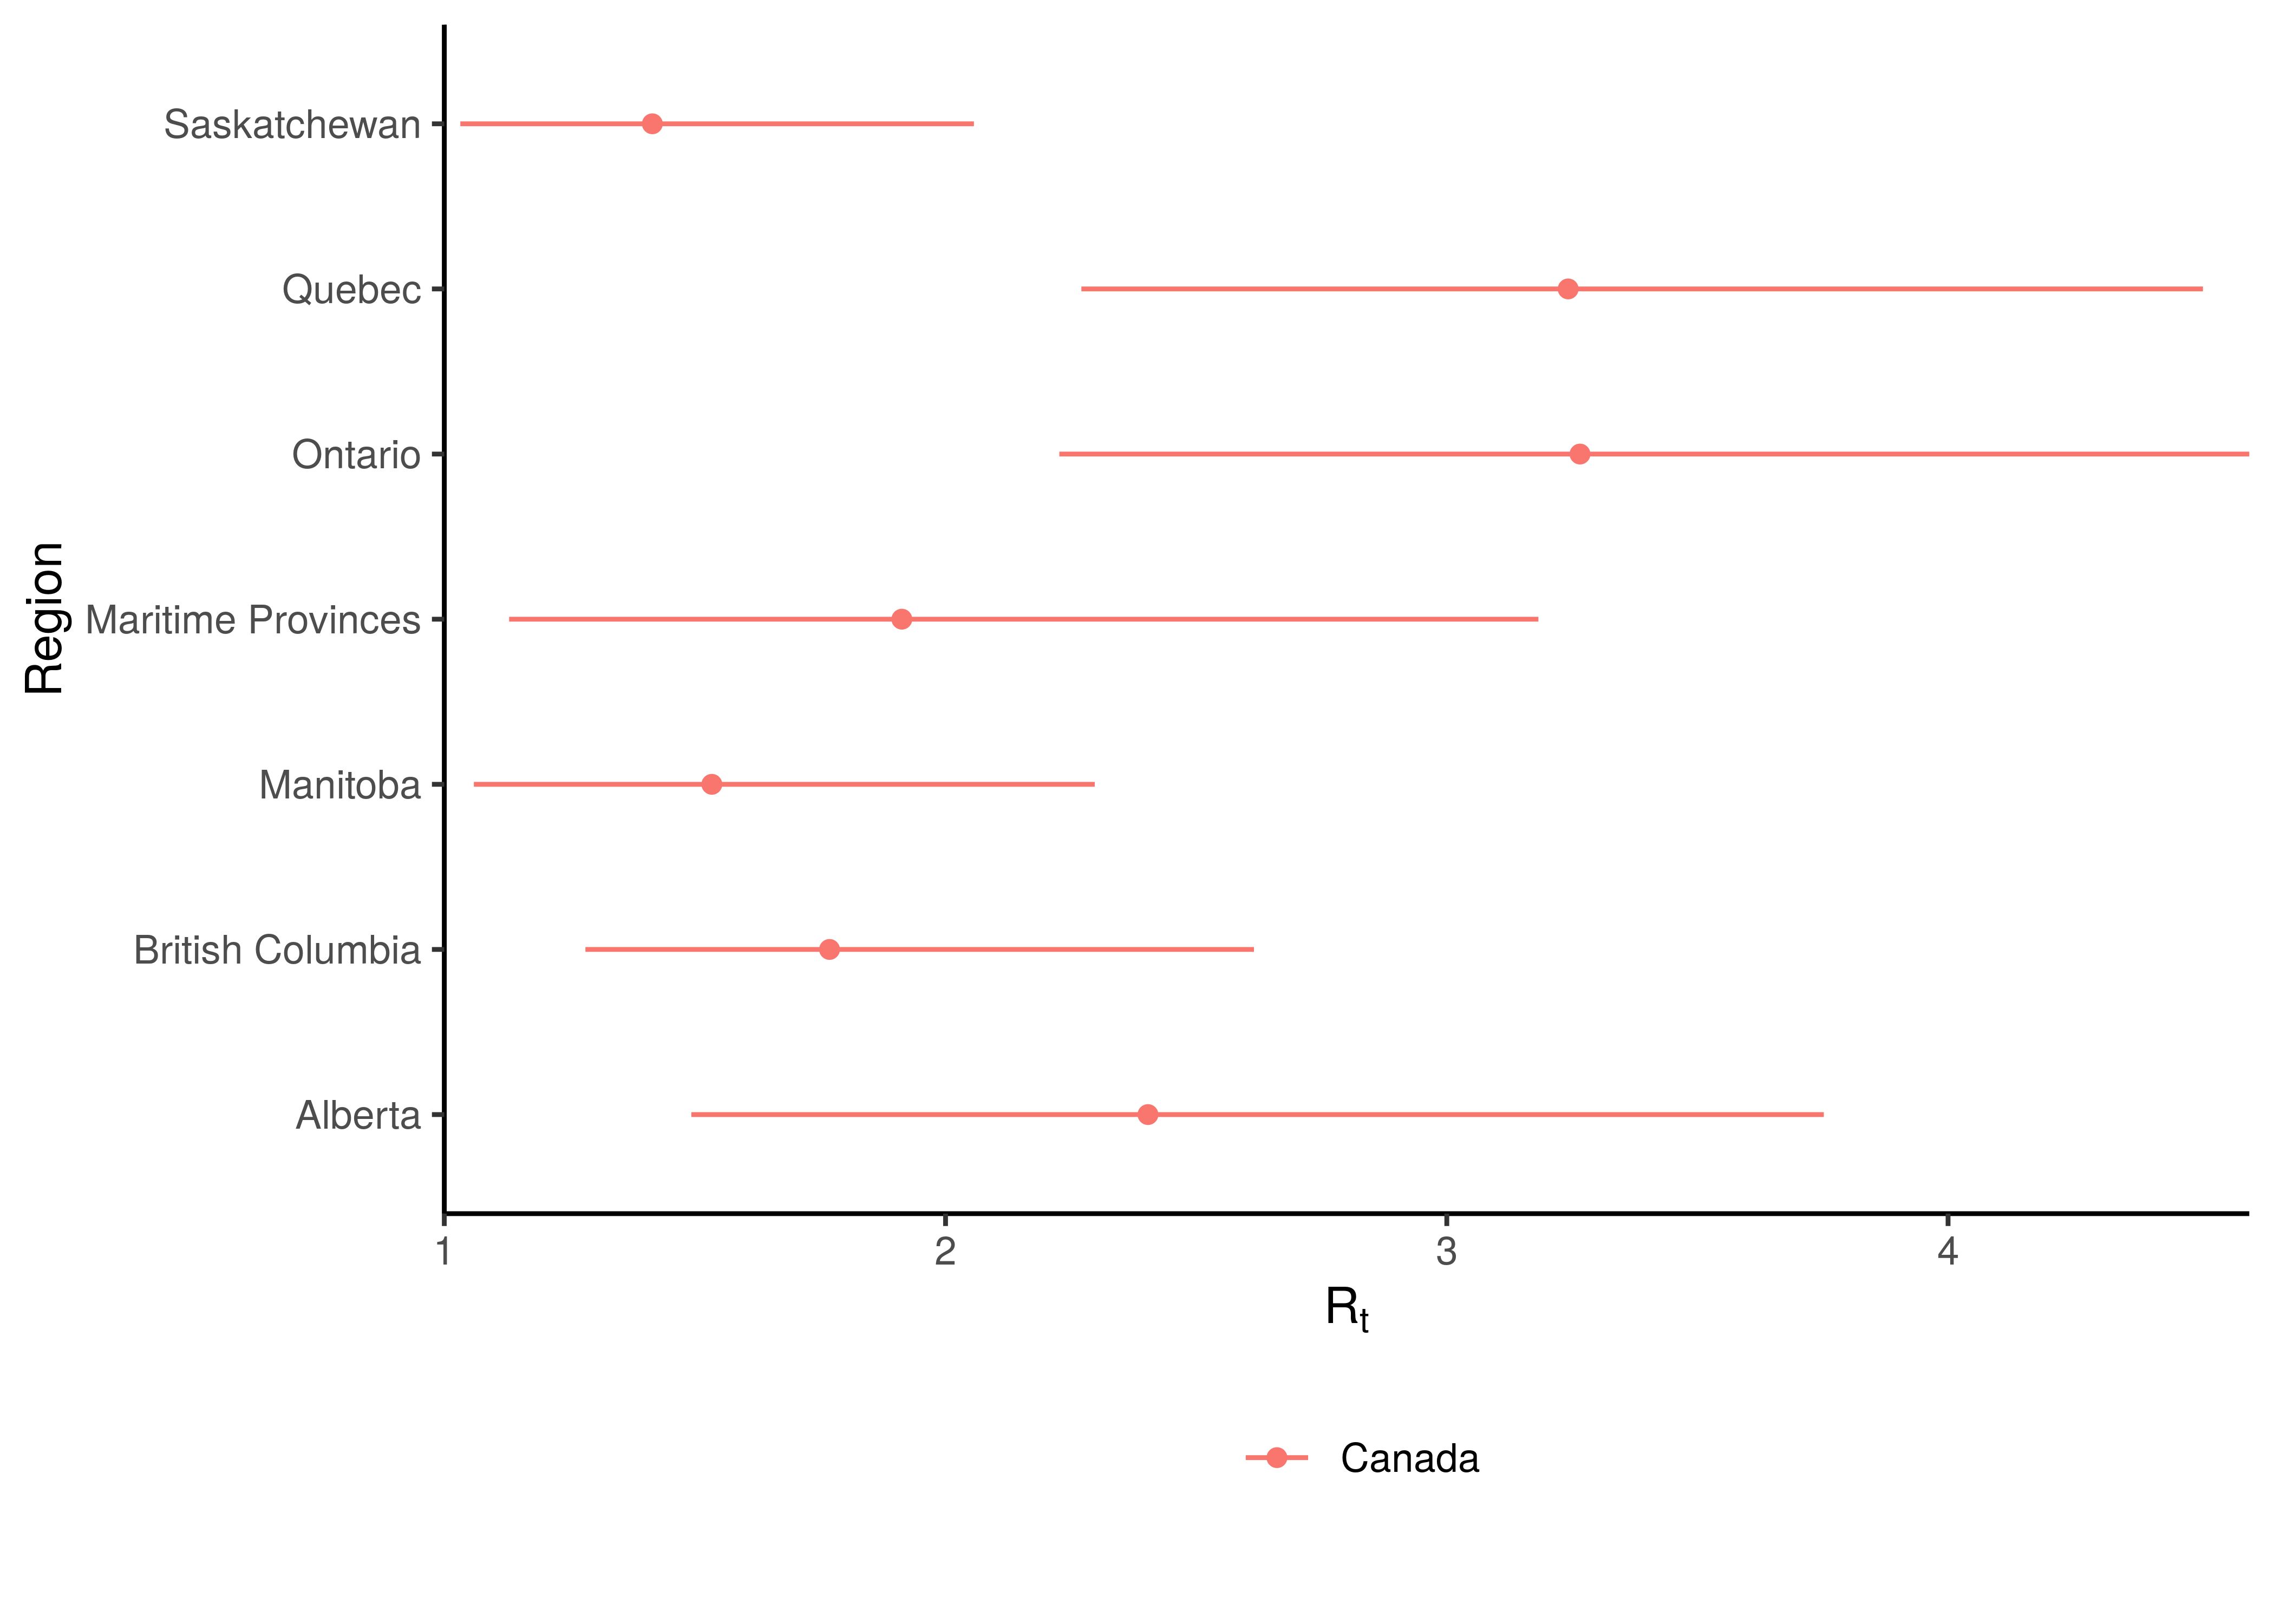 Saskatchewan
Quebec
Ontario
Region
Maritime Provinces
Manitoba
British Columbia
Alberta
1 2 3 4
Rt
Canada